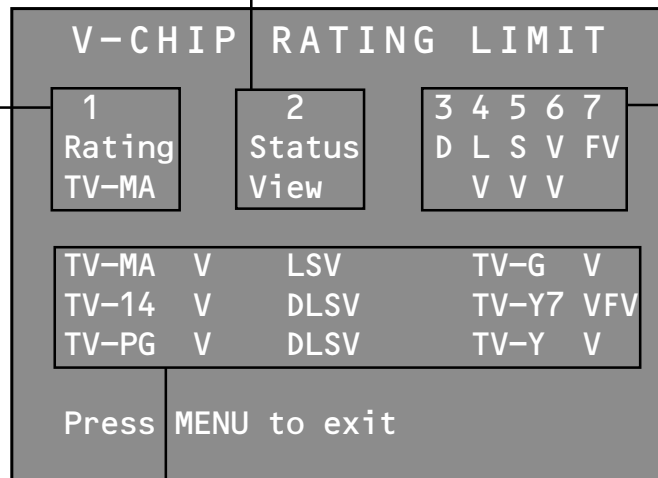 V-CHIP RATING LIMIT
1 2 3 4 5 6 7
Rating Status D L S V FV
TV-MA View V V V
TV-MA V LSV TV-G V
TV-14 V DLSV TV-Y7 VFV
TV-PG V DLSV TV-Y V
Press MENU to exit